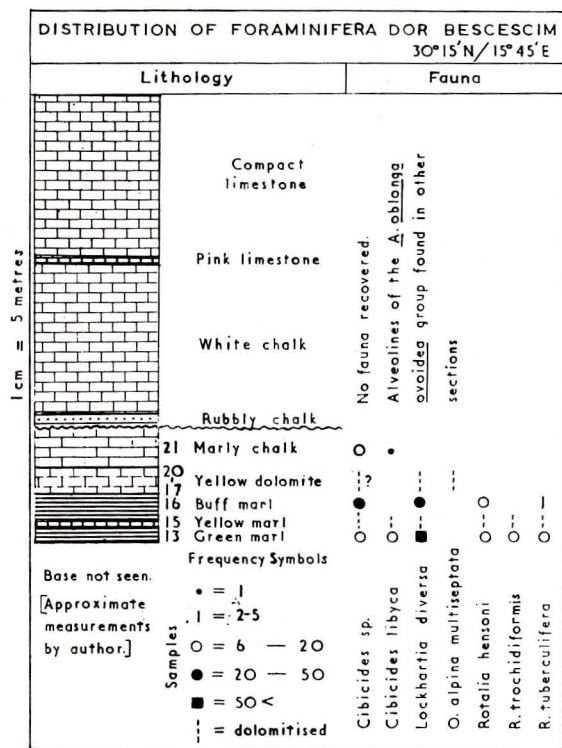 DISTRIBUTION OF FORAMINIFERA DOR BESCESCIM
30°15'N/15°45'E
Lithology
Fauna
1cm = 5 metres
Compact
limestone
Pink limestone
White chalk
Rubbly chalk
21 Marly chalk
20
17 Yellow dolomite
16 Buff marl
15 Yellow marl
13 Green marl
No fauna recovered.
Alvealines of the A. oblonga
ovoidea group found in other
sections
?
Base not seen.
[Approximate
measurements
by author.]
Samples
Frequency Symbols
• = 1
| = 2-5
○ = 6 — 20
● = 20 — 50
■ = 50 <
¦ = dolomitised
Cibicides sp.
Cibicides libyca
Lockhartia diversa
O. alpina multiseptata
Rotalia hensoni
R. trochidiformis
R. tuberculifera